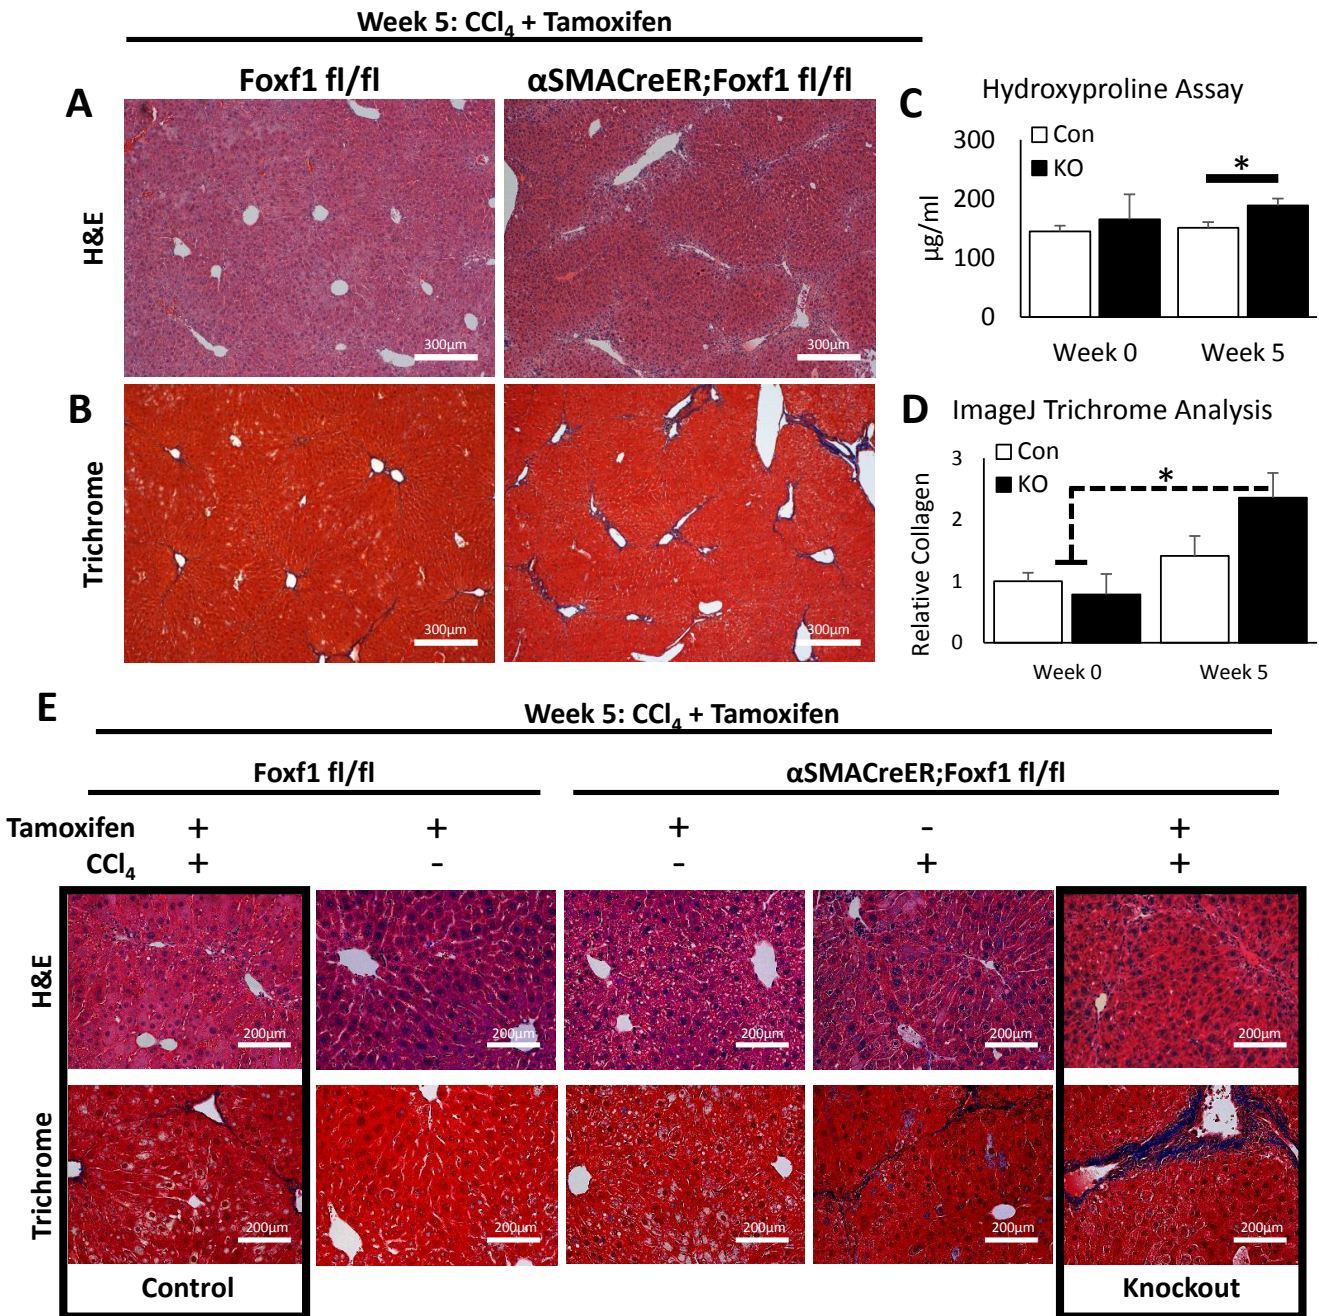 Week 5: CCl₄ + Tamoxifen
Foxf1 fl/fl
αSMACreER;Foxf1 fl/fl
A
H&E
300µm
300µm
B
Trichrome
300µm
300µm
C
Hydroxyproline Assay
Con
KO
*
µg/ml
300
200
100
0
Week 0
Week 5
D
ImageJ Trichrome Analysis
Con
KO
*
Relative Collagen
3
2
1
0
Week 0
Week 5
E
Week 5: CCl₄ + Tamoxifen
Foxf1 fl/fl
αSMACreER;Foxf1 fl/fl
Tamoxifen + + + - +
CCl₄ + - - + +
H&E
200µm 200µm 200µm 200µm 200µm
Trichrome
200µm 200µm 200µm 200µm 200µm
Control
Knockout